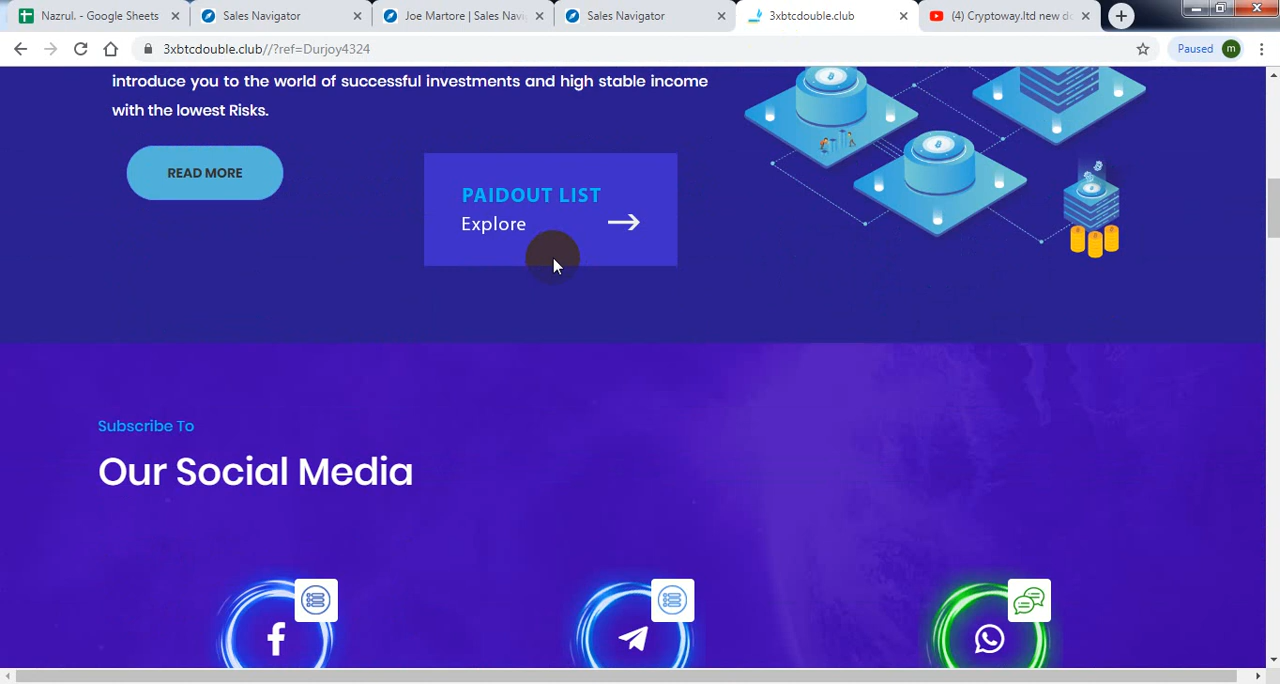 Nazrul. - Google Sheets
Sales Navigator
Joe Martore | Sales Navi
Sales Navigator
3xbtcdouble.club
(4) Cryptoway.ltd new do
3xbtcdouble.club//?ref=Durjoy4324
Paused
m
introduce you to the world of successful investments and high stable income
with the lowest Risks.
READ MORE
PAIDOUT LIST
Explore
Subscribe To
Our Social Media